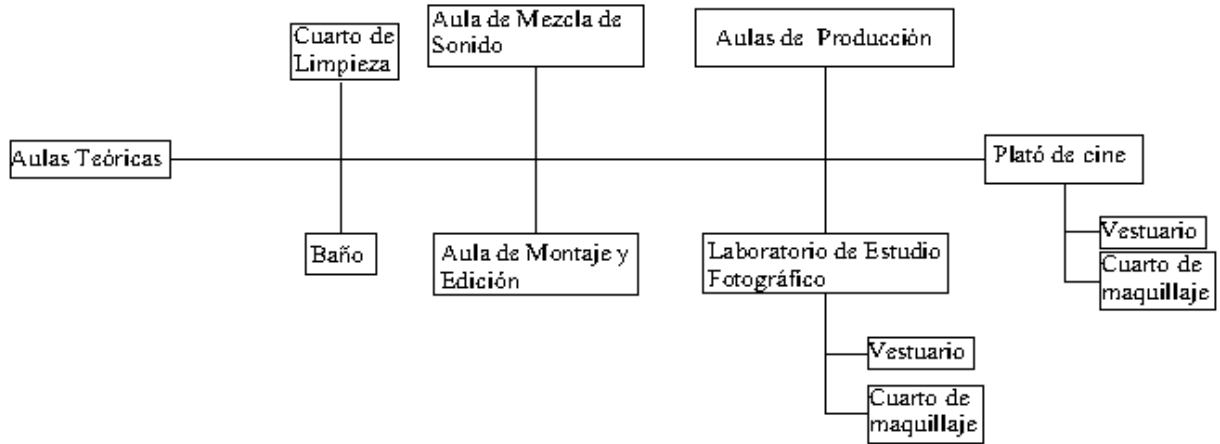 Cuarto de
Limpieza
Aula de Mezcla de
Sonido
Aulas de Producción
Aulas Teóricas
Plató de cine
Baño
Aula de Montaje y
Edición
Laboratorio de Estudio
Fotográfico
Vestuario
Cuarto de
maquillaje
Vestuario
Cuarto de
maquillaje